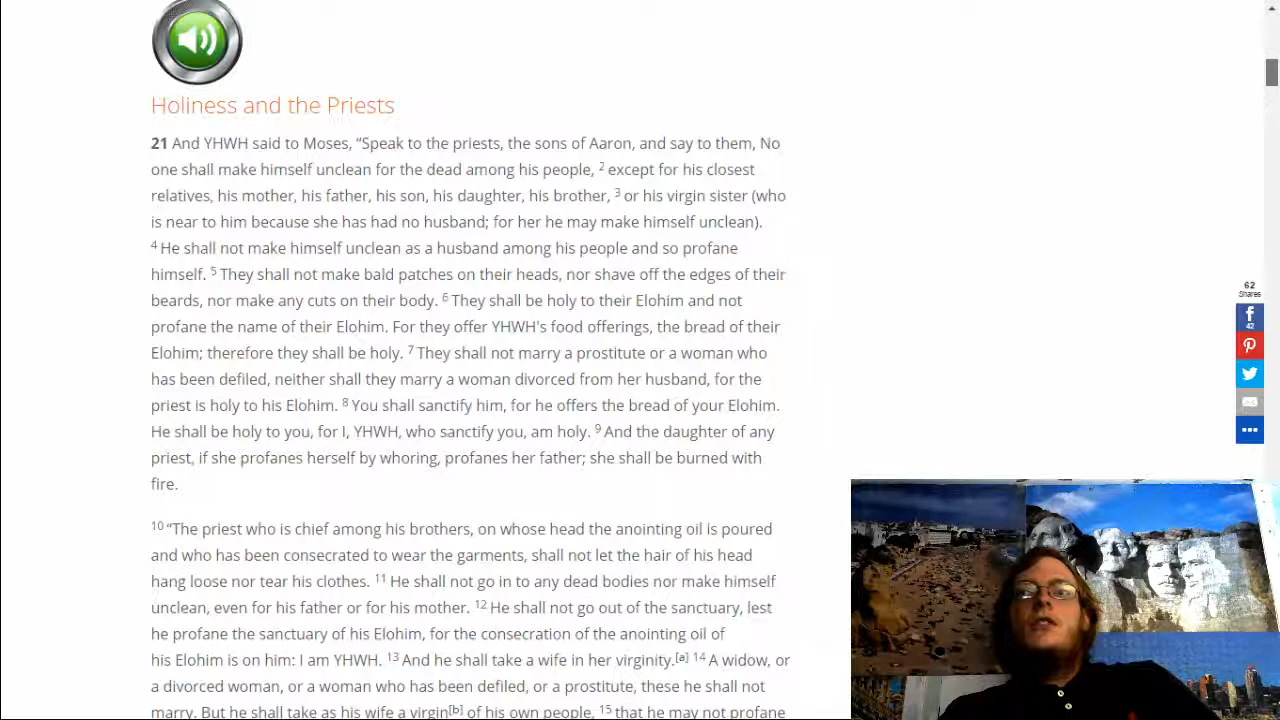 Holiness and the Priests
21 And YHWH said to Moses, “Speak to the priests, the sons of Aaron, and say to them, No
one shall make himself unclean for the dead among his people, 2 except for his closest
relatives, his mother, his father, his son, his daughter, his brother, 3 or his virgin sister (who
is near to him because she has had no husband; for her he may make himself unclean).
4 He shall not make himself unclean as a husband among his people and so profane
himself. 5 They shall not make bald patches on their heads, nor shave off the edges of their
beards, nor make any cuts on their body. 6 They shall be holy to their Elohim and not
profane the name of their Elohim. For they offer YHWH's food offerings, the bread of their
Elohim; therefore they shall be holy. 7 They shall not marry a prostitute or a woman who
has been defiled, neither shall they marry a woman divorced from her husband, for the
priest is holy to his Elohim. 8 You shall sanctify him, for he offers the bread of your Elohim.
He shall be holy to you, for I, YHWH, who sanctify you, am holy. 9 And the daughter of any
priest, if she profanes herself by whoring, profanes her father; she shall be burned with
fire.
10 “The priest who is chief among his brothers, on whose head the anointing oil is poured
and who has been consecrated to wear the garments, shall not let the hair of his head
hang loose nor tear his clothes. 11 He shall not go in to any dead bodies nor make himself
unclean, even for his father or for his mother. 12 He shall not go out of the sanctuary, lest
he profane the sanctuary of his Elohim, for the consecration of the anointing oil of
his Elohim is on him: I am YHWH. 13 And he shall take a wife in her virginity.[a] 14 A widow, or
a divorced woman, or a woman who has been defiled, or a prostitute, these he shall not
marry. But he shall take as his wife a virgin[b] of his own people, 15 that he may not profane
62
Shares
42